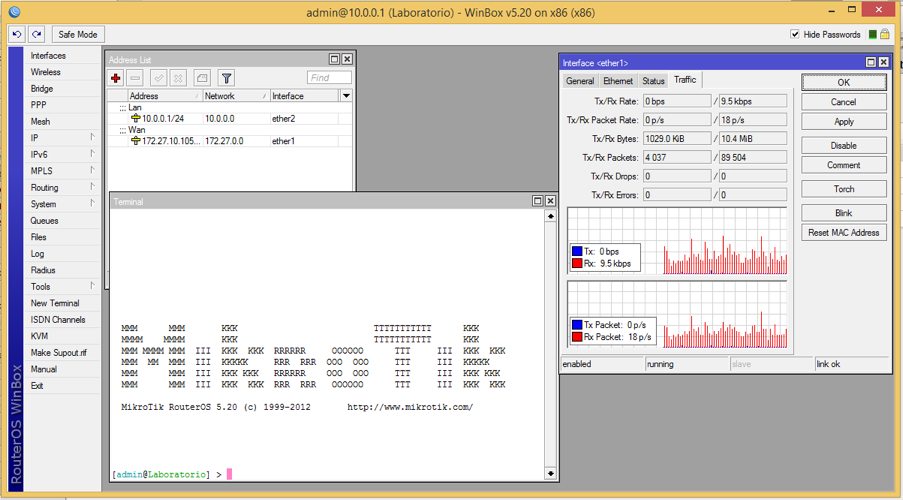 admin@10.0.0.1 (Laboratorio) - WinBox v5.20 on x86 (x86)
Safe Mode
Hide Passwords
RouterOS WinBox
Interfaces
Wireless
Bridge
PPP
Mesh
IP
IPv6
MPLS
Routing
System
Queues
Files
Log
Radius
Tools
New Terminal
ISDN Channels
KVM
Make Supout.rif
Manual
Exit
Address List
Find
Address Network Interface
::: Lan
10.0.0.1/24 10.0.0.0 ether2
::: Wan
172.27.10.105... 172.27.0.0 ether1
Terminal
MMM MMM KKK TTTTTTTTTTT KKK
MMMM MMMM KKK TTTTTTTTTTT KKK
MMM MMMM MMM III KKK KKK RRRRRR OOOOOO TTT III KKK KKK
MMM MM MMM III KKKKK RRR RRR OOO OOO TTT III KKKKK
MMM MMM III KKK KKK RRRRRR OOO OOO TTT III KKK KKK
MMM MMM III KKK KKK RRR RRR OOOOOO TTT III KKK KKK
MikroTik RouterOS 5.20 (c) 1999-2012 http://www.mikrotik.com/
[admin@Laboratorio] >
Interface <ether1>
General Ethernet Status Traffic
Tx/Rx Rate: 0 bps / 9.5 kbps
Tx/Rx Packet Rate: 0 p/s / 18 p/s
Tx/Rx Bytes: 1029.0 KiB / 10.4 MiB
Tx/Rx Packets: 4 037 / 89 504
Tx/Rx Drops: 0 / 0
Tx/Rx Errors: 0 / 0
Tx: 0 bps
Rx: 9.5 kbps
Tx Packet: 0 p/s
Rx Packet: 18 p/s
enabled running slave link ok
OK
Cancel
Apply
Disable
Comment
Torch
Blink
Reset MAC Address